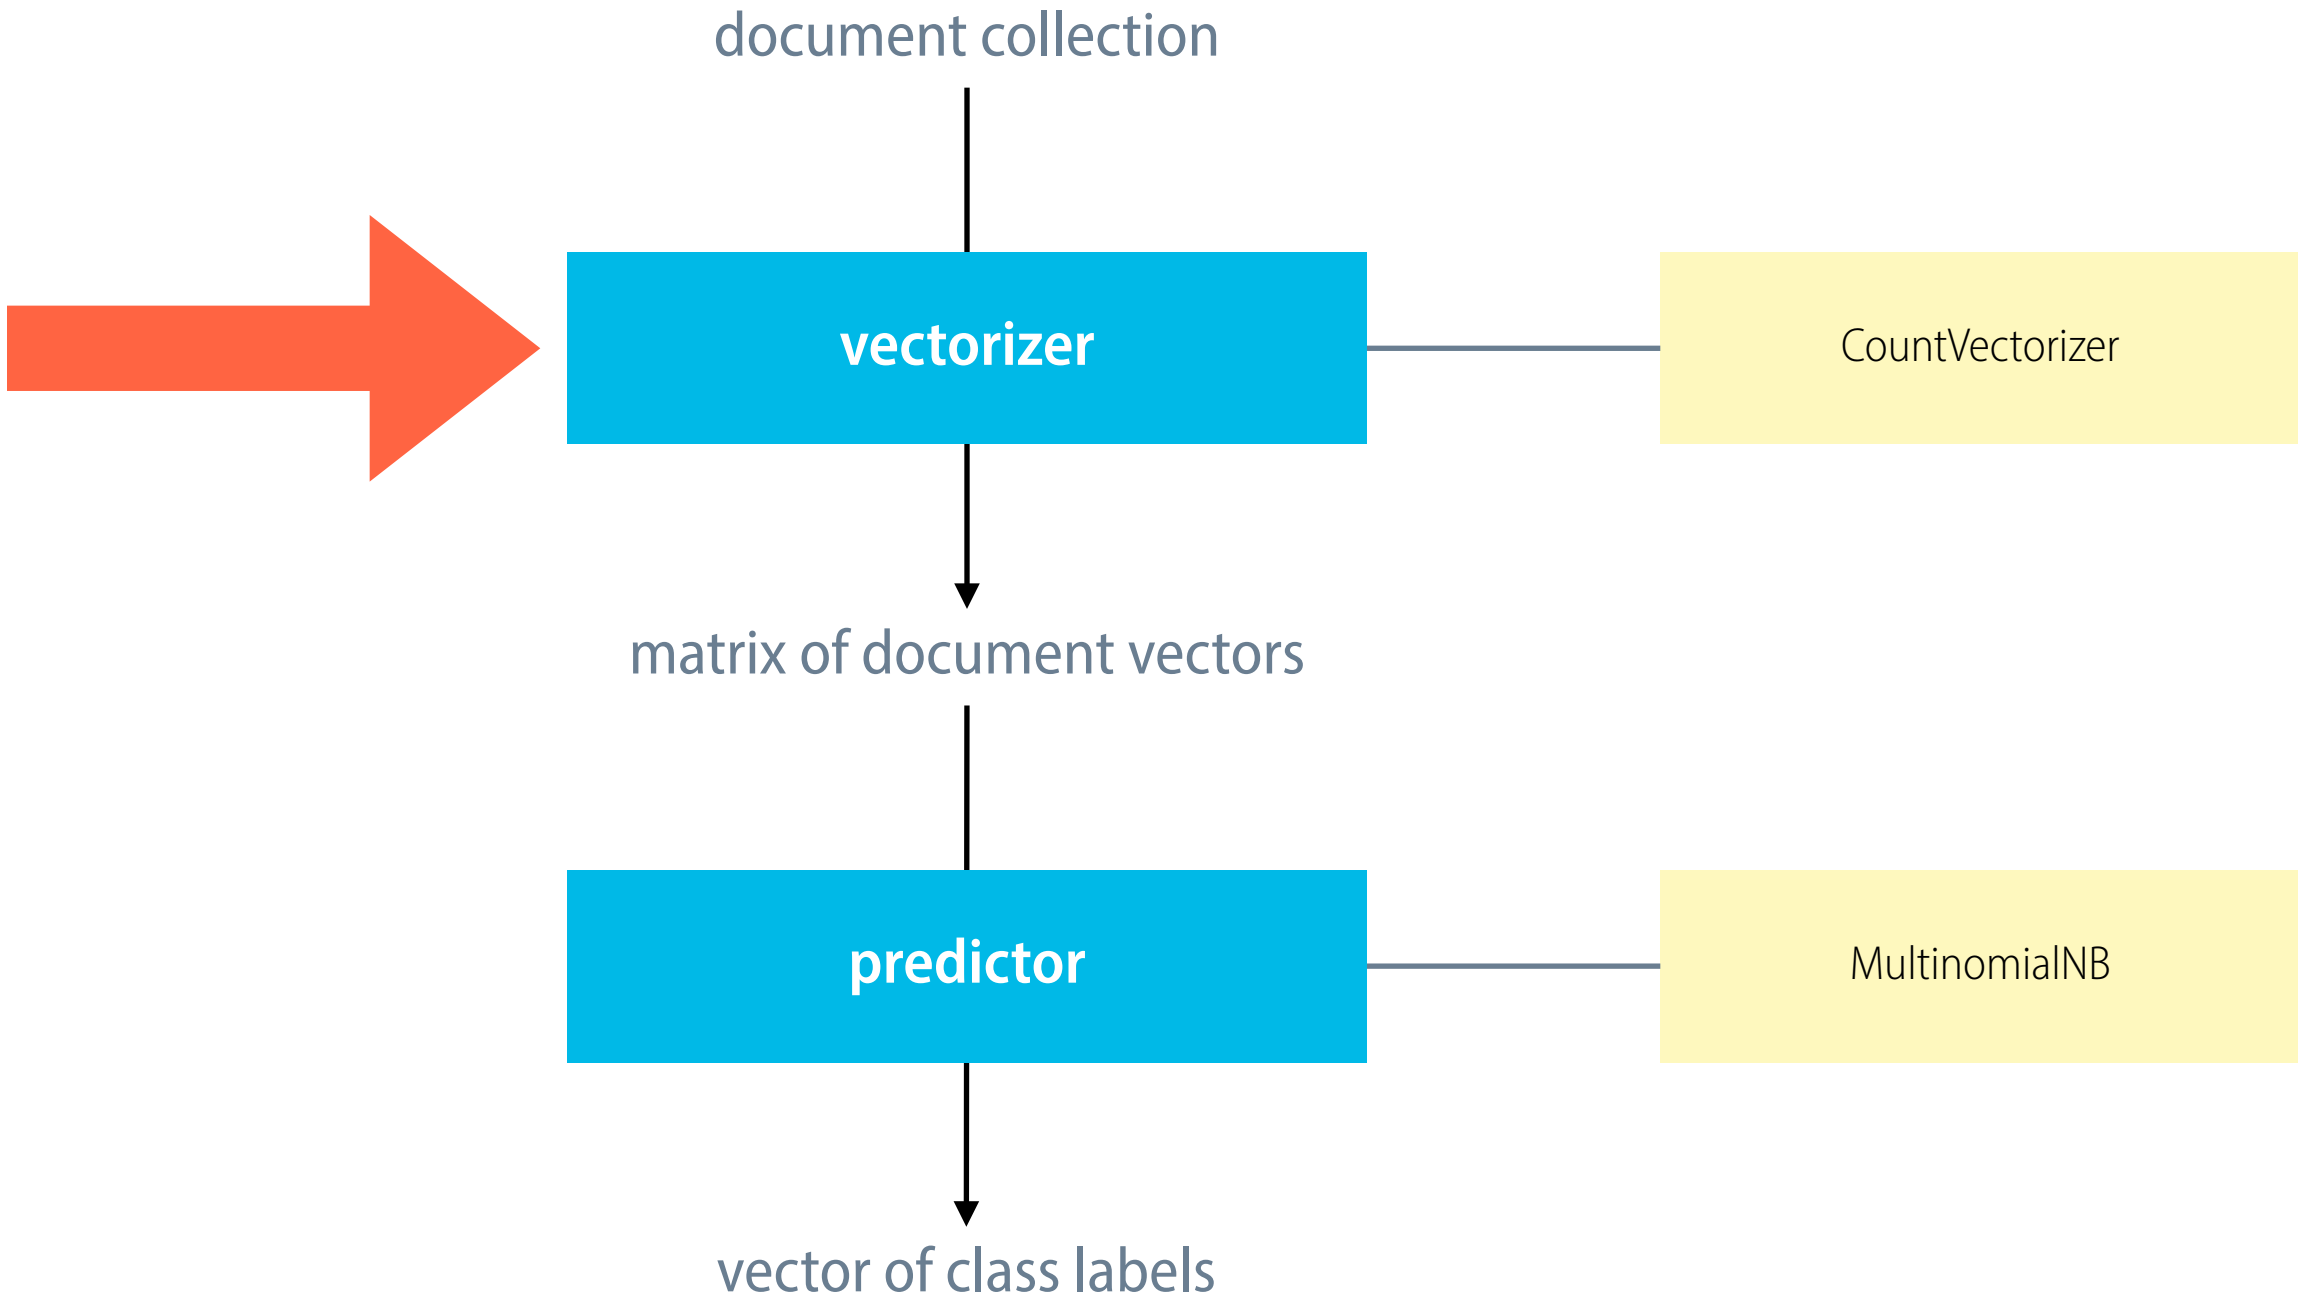 document collection
vectorizer
CountVectorizer
matrix of document vectors
predictor
MultinomialNB
vector of class labels